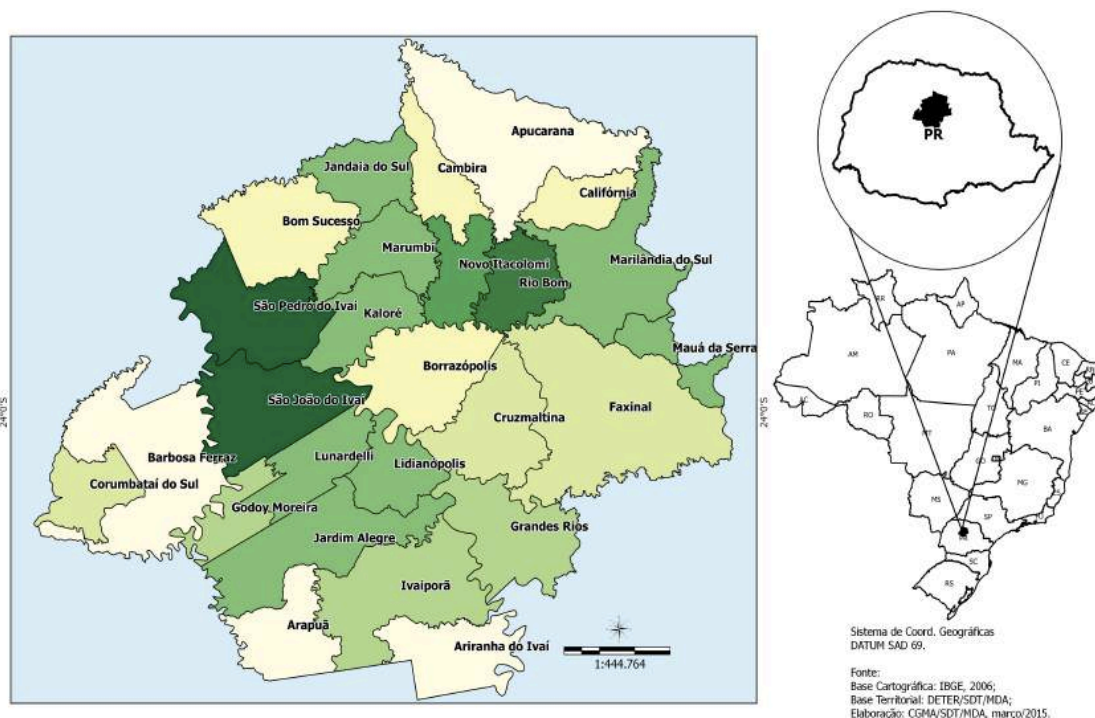 Apucarana
Jandaia do Sul
Cambira
Califórnia
Bom Sucesso
Marumbi
Novo Itacolomi
Marilândia do Sul
Rio Bom
São Pedro do Ivaí
Kaloré
Mauá da Serra
Borrazópolis
São João do Ivaí
Cruzmaltina
Faxinal
Barbosa Ferraz
Lunardelli
Lidianópolis
Corumbataí do Sul
Godoy Moreira
Grandes Rios
Jardim Alegre
Ivaiporã
Arapuã
Ariranha do Ivaí
1:444.764
24°0'S
24°0'S
PR
RR
AP
AM
PA
MA
CE
PI
AC
RO
TO
MT
BA
GO
MG
MS
ES
SP
SC
RS
Sistema de Coord. Geográficas
DATUM SAD 69.
Fonte:
Base Cartográfica: IBGE, 2006;
Base Territorial: DETER/SDT/MDA;
Elaboração: CGMA/SDT/MDA, março/2015.